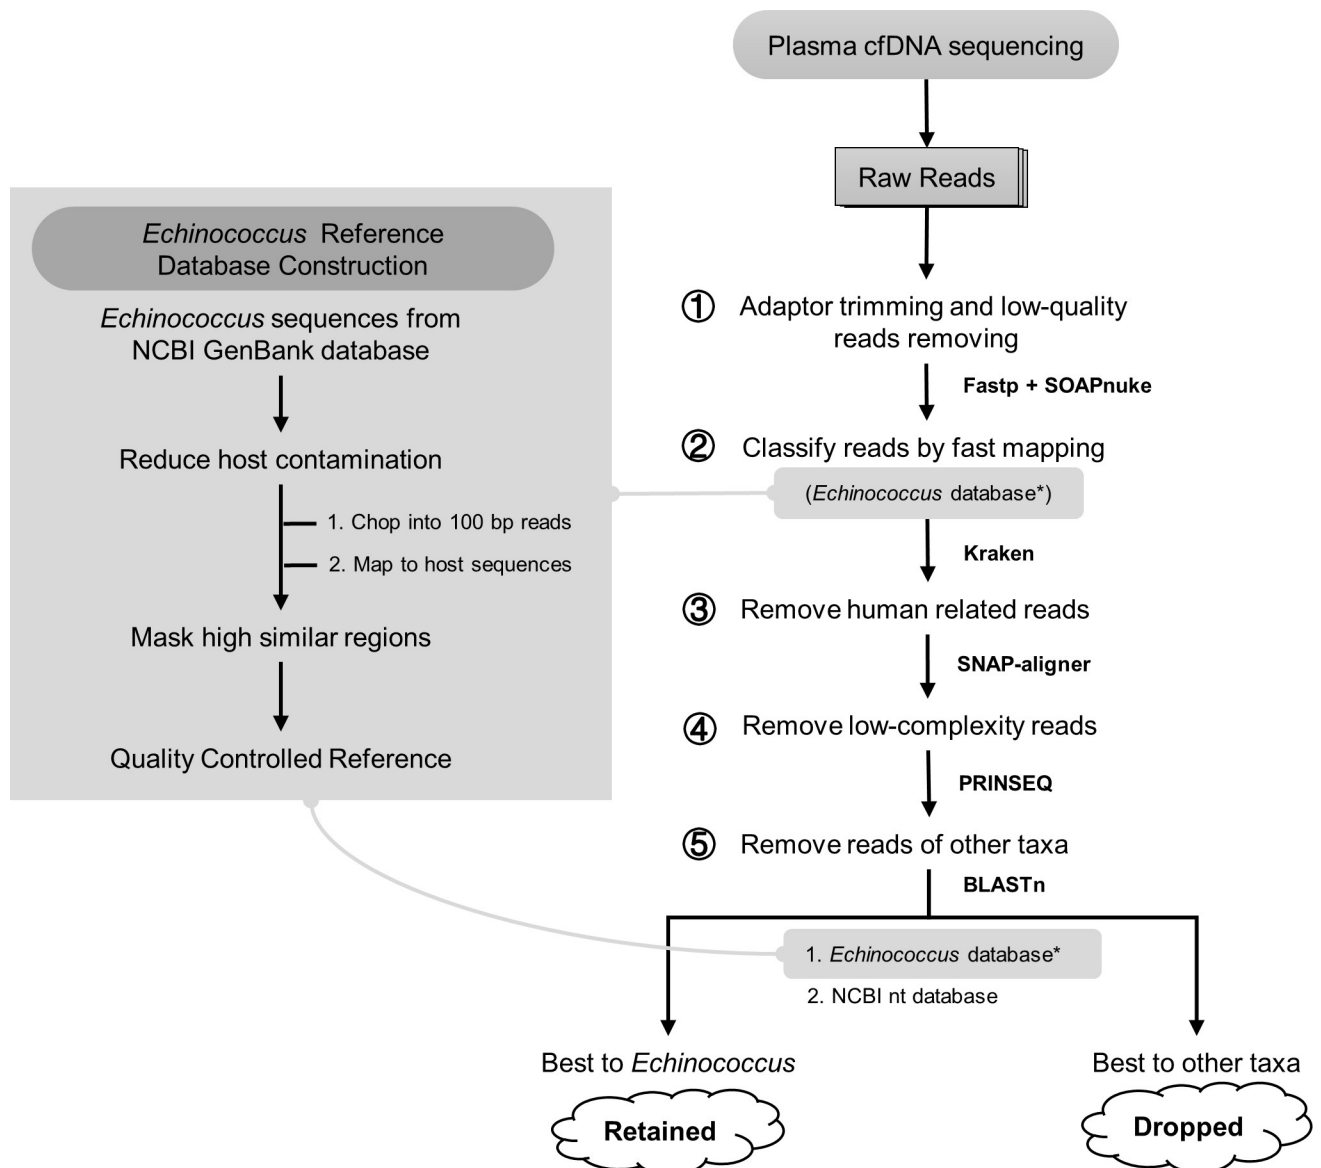 Plasma cfDNA sequencing
Raw Reads
Echinococcus Reference
Database Construction
Echinococcus sequences from
NCBI GenBank database
Reduce host contamination
1. Chop into 100 bp reads
2. Map to host sequences
Mask high similar regions
Quality Controlled Reference
① Adaptor trimming and low-quality
reads removing
Fastp + SOAPnuke
② Classify reads by fast mapping
(Echinococcus database*)
Kraken
③ Remove human related reads
SNAP-aligner
④ Remove low-complexity reads
PRINSEQ
⑤ Remove reads of other taxa
BLASTn
1. Echinococcus database*
2. NCBI nt database
Best to Echinococcus
Retained
Best to other taxa
Dropped